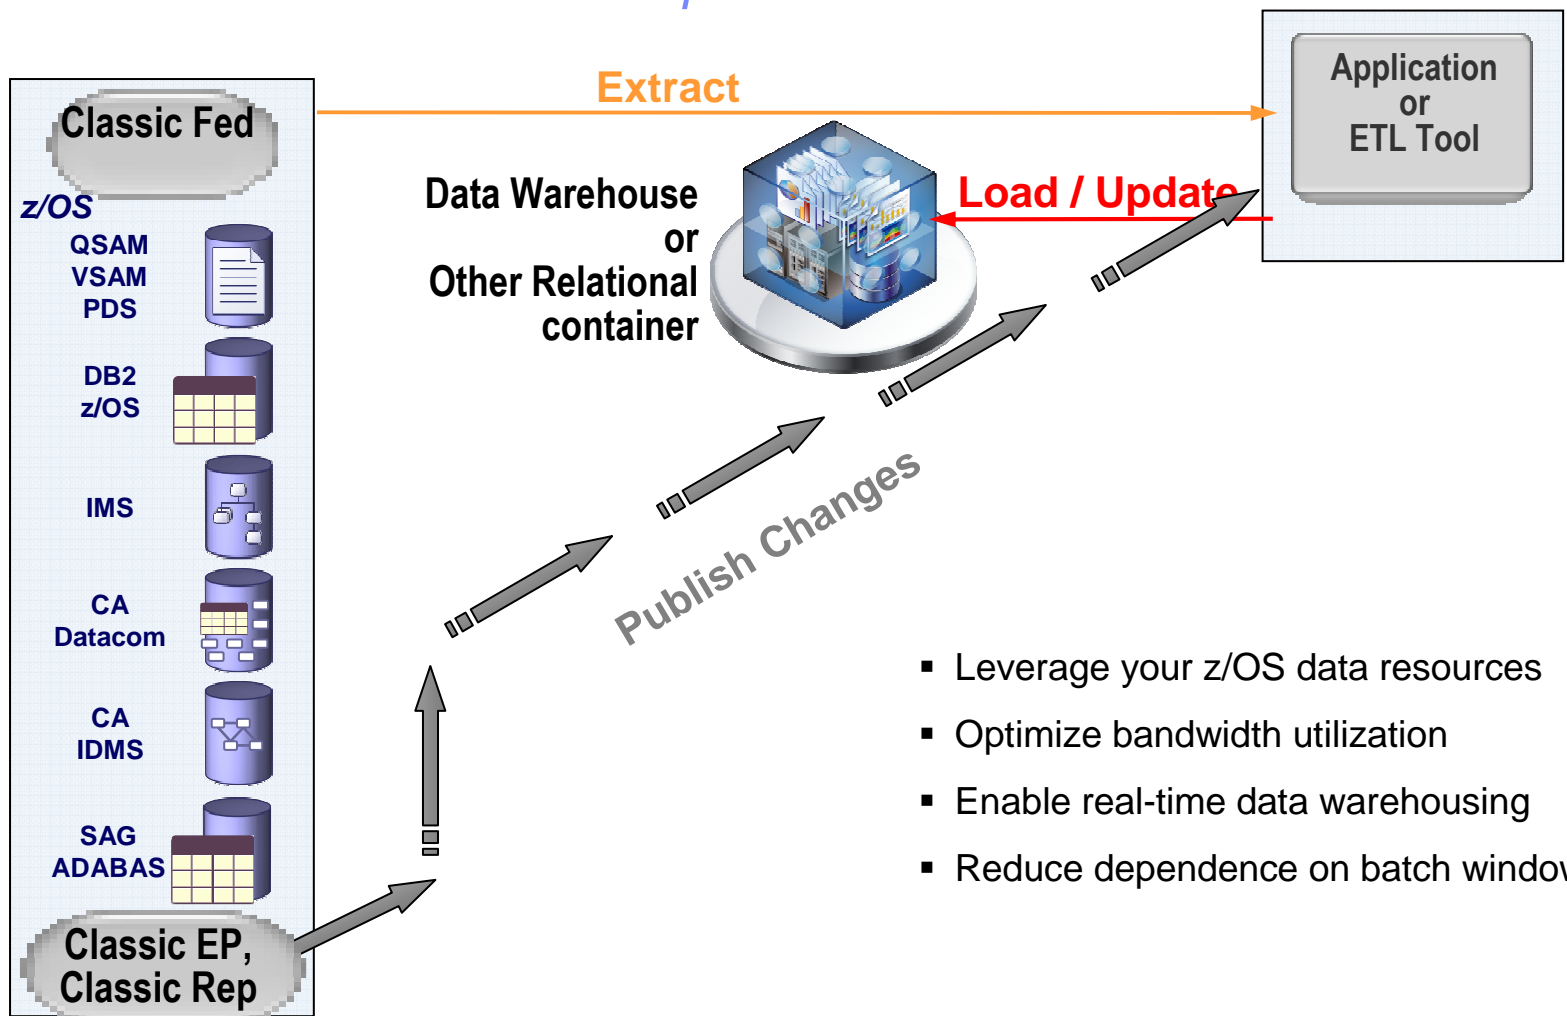 Extract
Application
or
ETL Tool
Classic Fed
Data Warehouse
or
Other Relational
container
Load / Update
z/OS
QSAM
VSAM
PDS
DB2
z/OS
IMS
CA
Datacom
CA
IDMS
SAG
ADABAS
Classic EP,
Classic Rep
Publish Changes
▪ Leverage your z/OS data resources
▪ Optimize bandwidth utilization
▪ Enable real-time data warehousing
▪ Reduce dependence on batch window